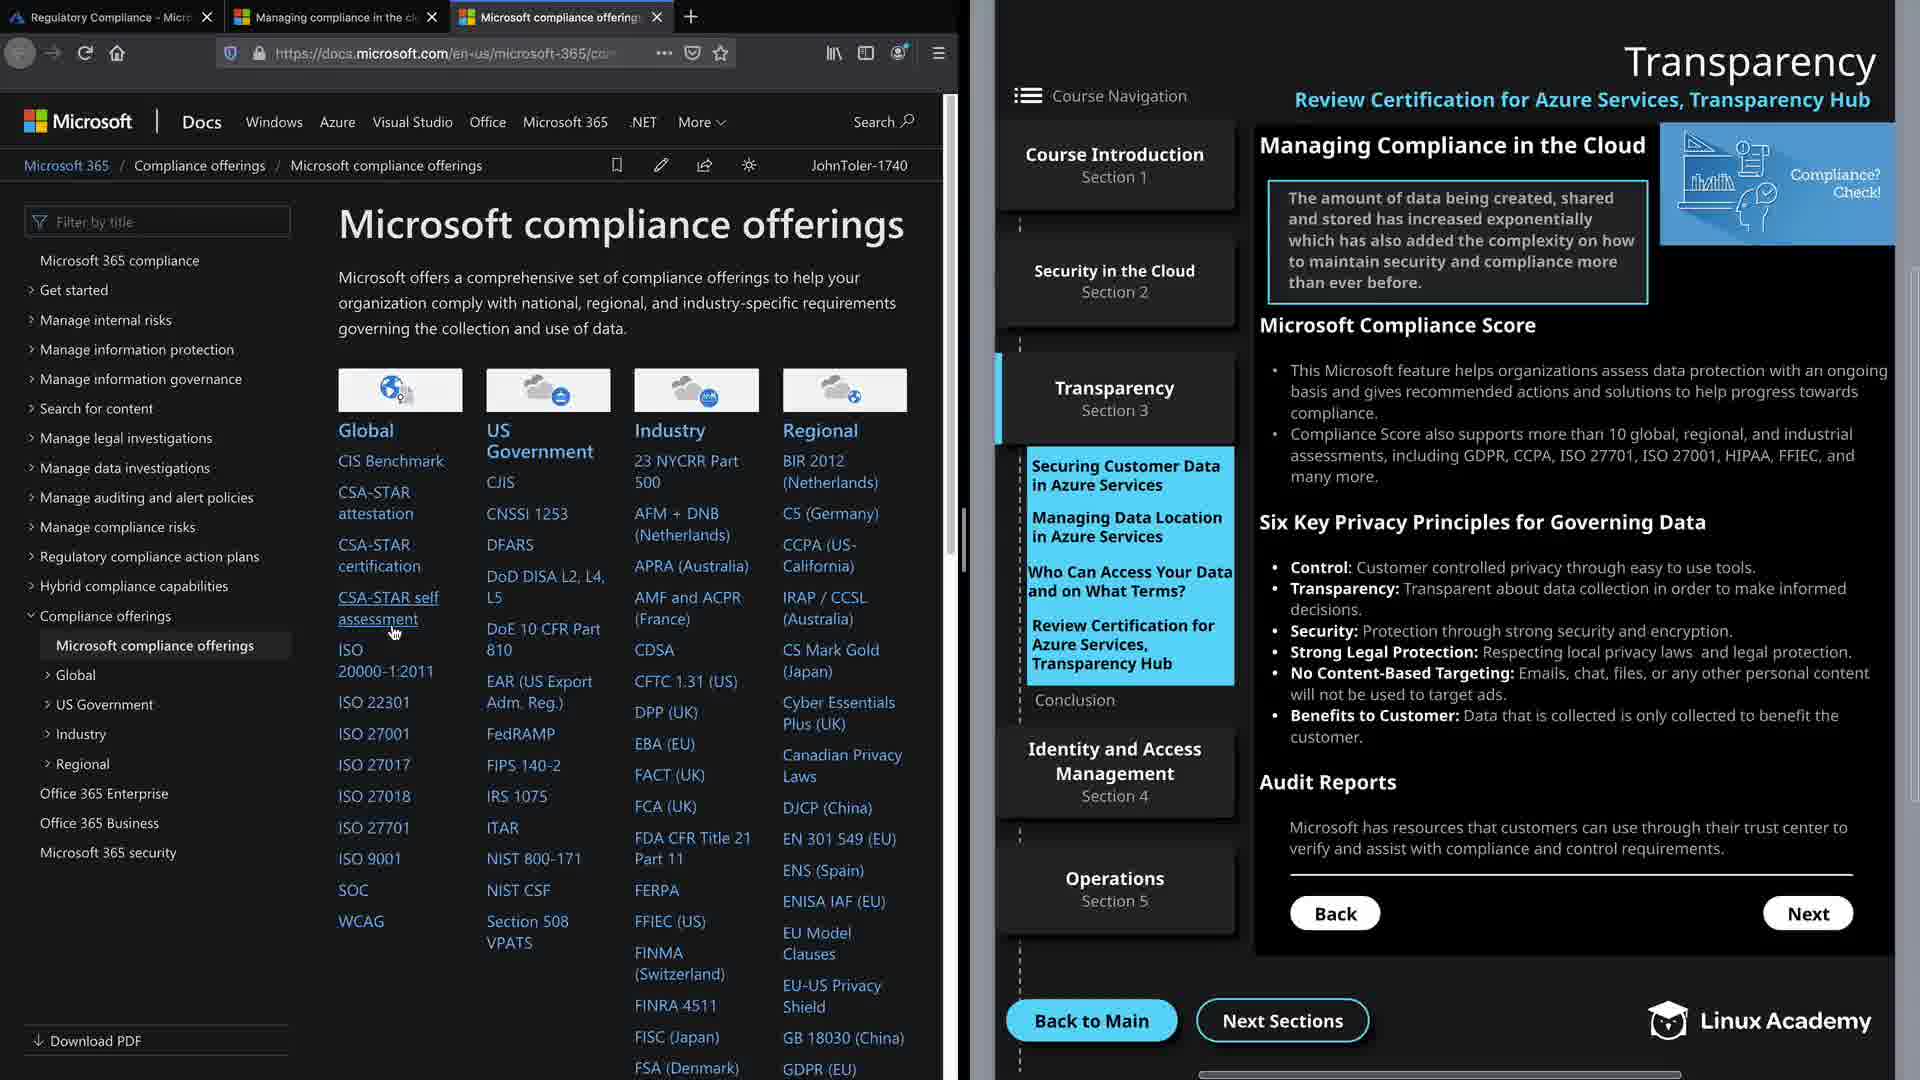 Regulatory Compliance - Micr
Managing compliance in the cl
Microsoft compliance offering
https://docs.microsoft.com/en-us/microsoft-365/co
Microsoft
Docs
Windows
Azure
Visual Studio
Office
Microsoft 365
.NET
More
Search
Microsoft 365 / Compliance offerings / Microsoft compliance offerings
JohnToler-1740
Filter by title
Microsoft 365 compliance
Get started
Manage internal risks
Manage information protection
Manage information governance
Search for content
Manage legal investigations
Manage data investigations
Manage auditing and alert policies
Manage compliance risks
Regulatory compliance action plans
Hybrid compliance capabilities
Compliance offerings
Microsoft compliance offerings
Global
US Government
Industry
Regional
Office 365 Enterprise
Office 365 Business
Microsoft 365 security
Download PDF
Microsoft compliance offerings
Microsoft offers a comprehensive set of compliance offerings to help your
organization comply with national, regional, and industry-specific requirements
governing the collection and use of data.
Global
CIS Benchmark
CSA-STAR
attestation
CSA-STAR
certification
CSA-STAR self
assessment
ISO
20000-1:2011
ISO 22301
ISO 27001
ISO 27017
ISO 27018
ISO 27701
ISO 9001
SOC
WCAG
US
Government
CJIS
CNSSI 1253
DFARS
DoD DISA L2, L4,
L5
DoE 10 CFR Part
810
EAR (US Export
Adm. Reg.)
FedRAMP
FIPS 140-2
IRS 1075
ITAR
NIST 800-171
NIST CSF
Section 508
VPATS
Industry
23 NYCRR Part
500
AFM + DNB
(Netherlands)
APRA (Australia)
AMF and ACPR
(France)
CDSA
CFTC 1.31 (US)
DPP (UK)
EBA (EU)
FACT (UK)
FCA (UK)
FDA CFR Title 21
Part 11
FERPA
FFIEC (US)
FINMA
(Switzerland)
FINRA 4511
FISC (Japan)
FSA (Denmark)
Regional
BIR 2012
(Netherlands)
C5 (Germany)
CCPA (US-
California)
IRAP / CCSL
(Australia)
CS Mark Gold
(Japan)
Cyber Essentials
Plus (UK)
Canadian Privacy
Laws
DJCP (China)
EN 301 549 (EU)
ENS (Spain)
ENISA IAF (EU)
EU Model
Clauses
EU-US Privacy
Shield
GB 18030 (China)
GDPR (EU)
Transparency
Review Certification for Azure Services, Transparency Hub
Course Navigation
Course Introduction
Section 1
Security in the Cloud
Section 2
Transparency
Section 3
Securing Customer Data
in Azure Services
Managing Data Location
in Azure Services
Who Can Access Your Data
and on What Terms?
Review Certification for
Azure Services,
Transparency Hub
Conclusion
Identity and Access
Management
Section 4
Operations
Section 5
Managing Compliance in the Cloud
Compliance?
Check!
The amount of data being created, shared
and stored has increased exponentially
which has also added the complexity on how
to maintain security and compliance more
than ever before.
Microsoft Compliance Score
• This Microsoft feature helps organizations assess data protection with an ongoing
basis and gives recommended actions and solutions to help progress towards
compliance.
• Compliance Score also supports more than 10 global, regional, and industrial
assessments, including GDPR, CCPA, ISO 27701, ISO 27001, HIPAA, FFIEC, and
many more.
Six Key Privacy Principles for Governing Data
• Control: Customer controlled privacy through easy to use tools.
• Transparency: Transparent about data collection in order to make informed
decisions.
• Security: Protection through strong security and encryption.
• Strong Legal Protection: Respecting local privacy laws and legal protection.
• No Content-Based Targeting: Emails, chat, files, or any other personal content
will not be used to target ads.
• Benefits to Customer: Data that is collected is only collected to benefit the
customer.
Audit Reports
Microsoft has resources that customers can use through their trust center to
verify and assist with compliance and control requirements.
Back
Next
Back to Main
Next Sections
Linux Academy